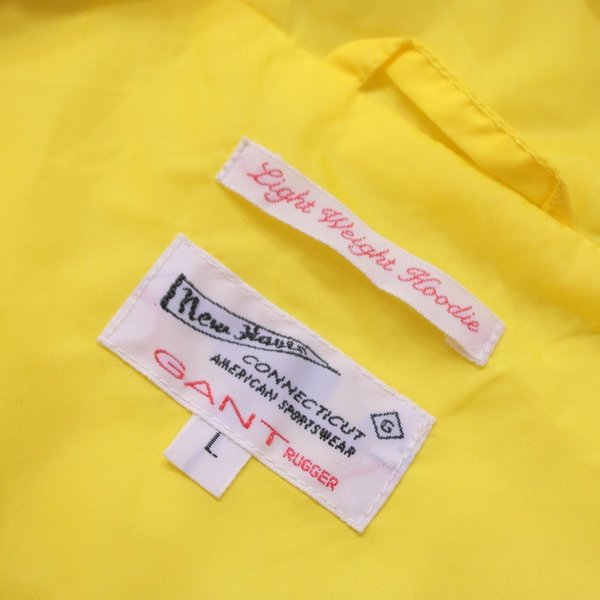 Light Weight Hoodie
New Haven
CONNECTICUT
AMERICAN SPORTSWEAR
G
GANT RUGGER
L